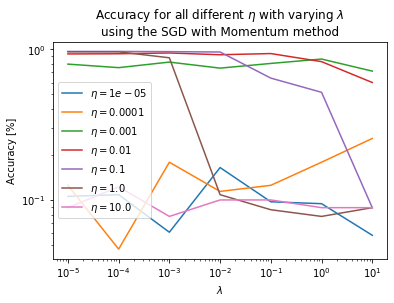 Accuracy for all different η with varying λ
using the SGD with Momentum method
Accuracy [%]
10⁰
10⁻¹
η = 1e − 05
η = 0.0001
η = 0.001
η = 0.01
η = 0.1
η = 1.0
η = 10.0
10⁻⁵ 10⁻⁴ 10⁻³ 10⁻² 10⁻¹ 10⁰ 10¹
λ